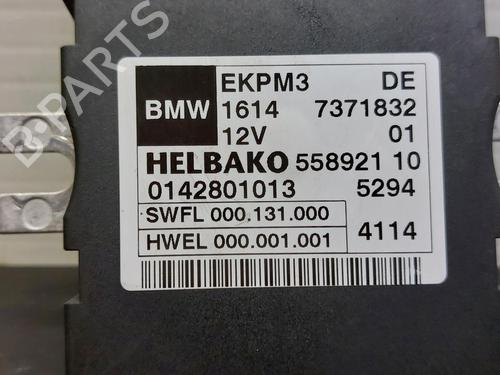 EKPM3 DE
BMW 1614 7371832
12V 01
HELBAKO 558921 10
0142801013 5294
SWFL 000.131.000
HWEL 000.001.001 4114
B-PARTS